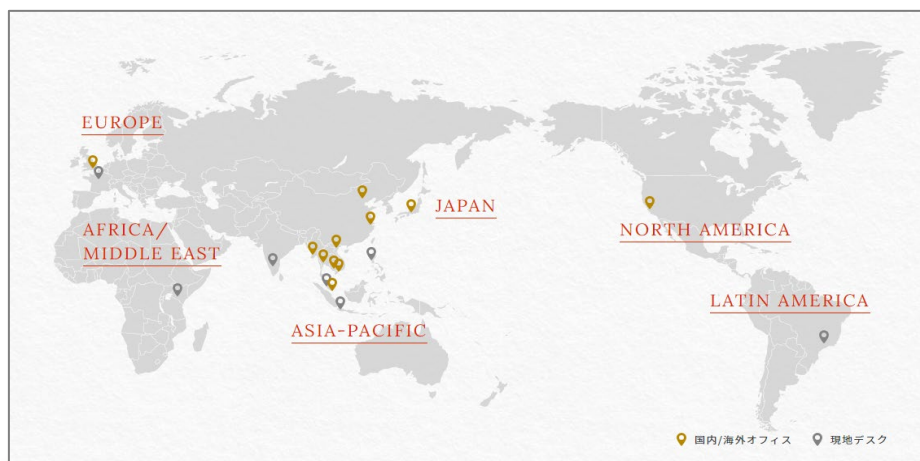 EUROPE
AFRICA/
MIDDLE EAST
JAPAN
ASIA-PACIFIC
NORTH AMERICA
LATIN AMERICA
国内/海外オフィス
現地デスク